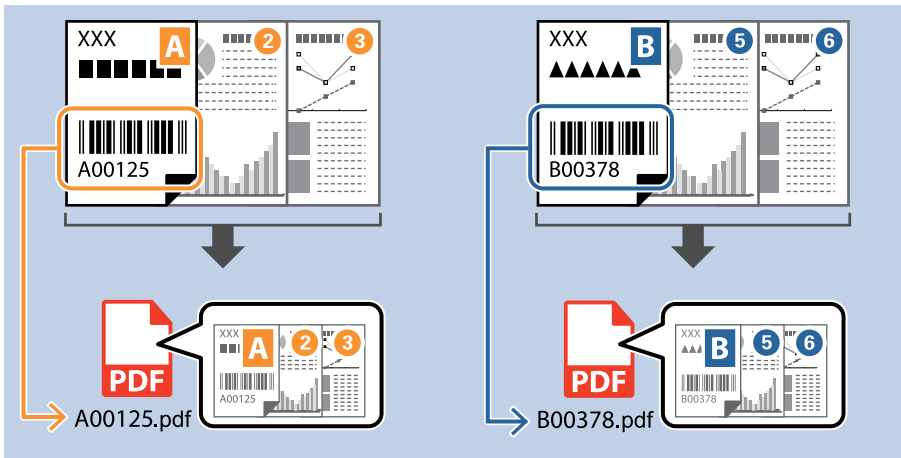 XXX A 2 3
A00125
XXX B 5 6
B00378
PDF
XXX A 2 3
A00125
A00125.pdf
PDF
XXX B 5 6
B00378
B00378.pdf